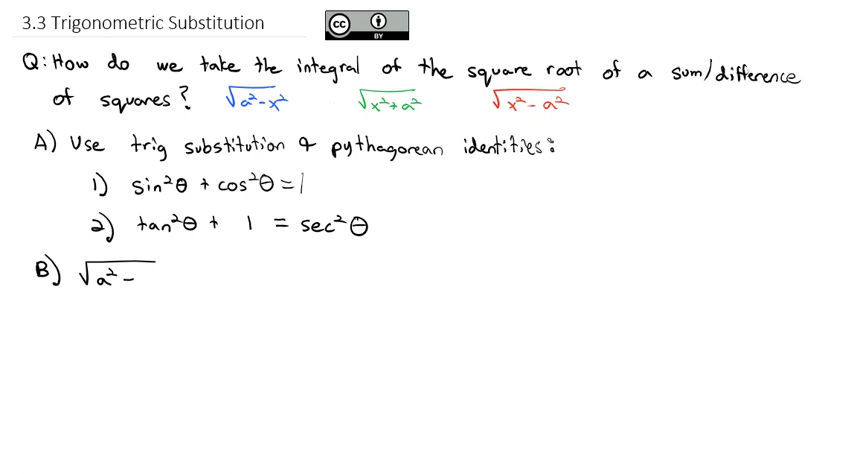 3.3 Trigonometric Substitution cc BY
Q: How do we take the integral of the square root of a sum/difference
of squares? √(a²-x²) √(x²+a²) √(x²-a²)
A) Use trig substitution & pythagorean identities:
1) sin²θ + cos²θ = 1
2) tan²θ + 1 = sec²θ
B) √(a² -